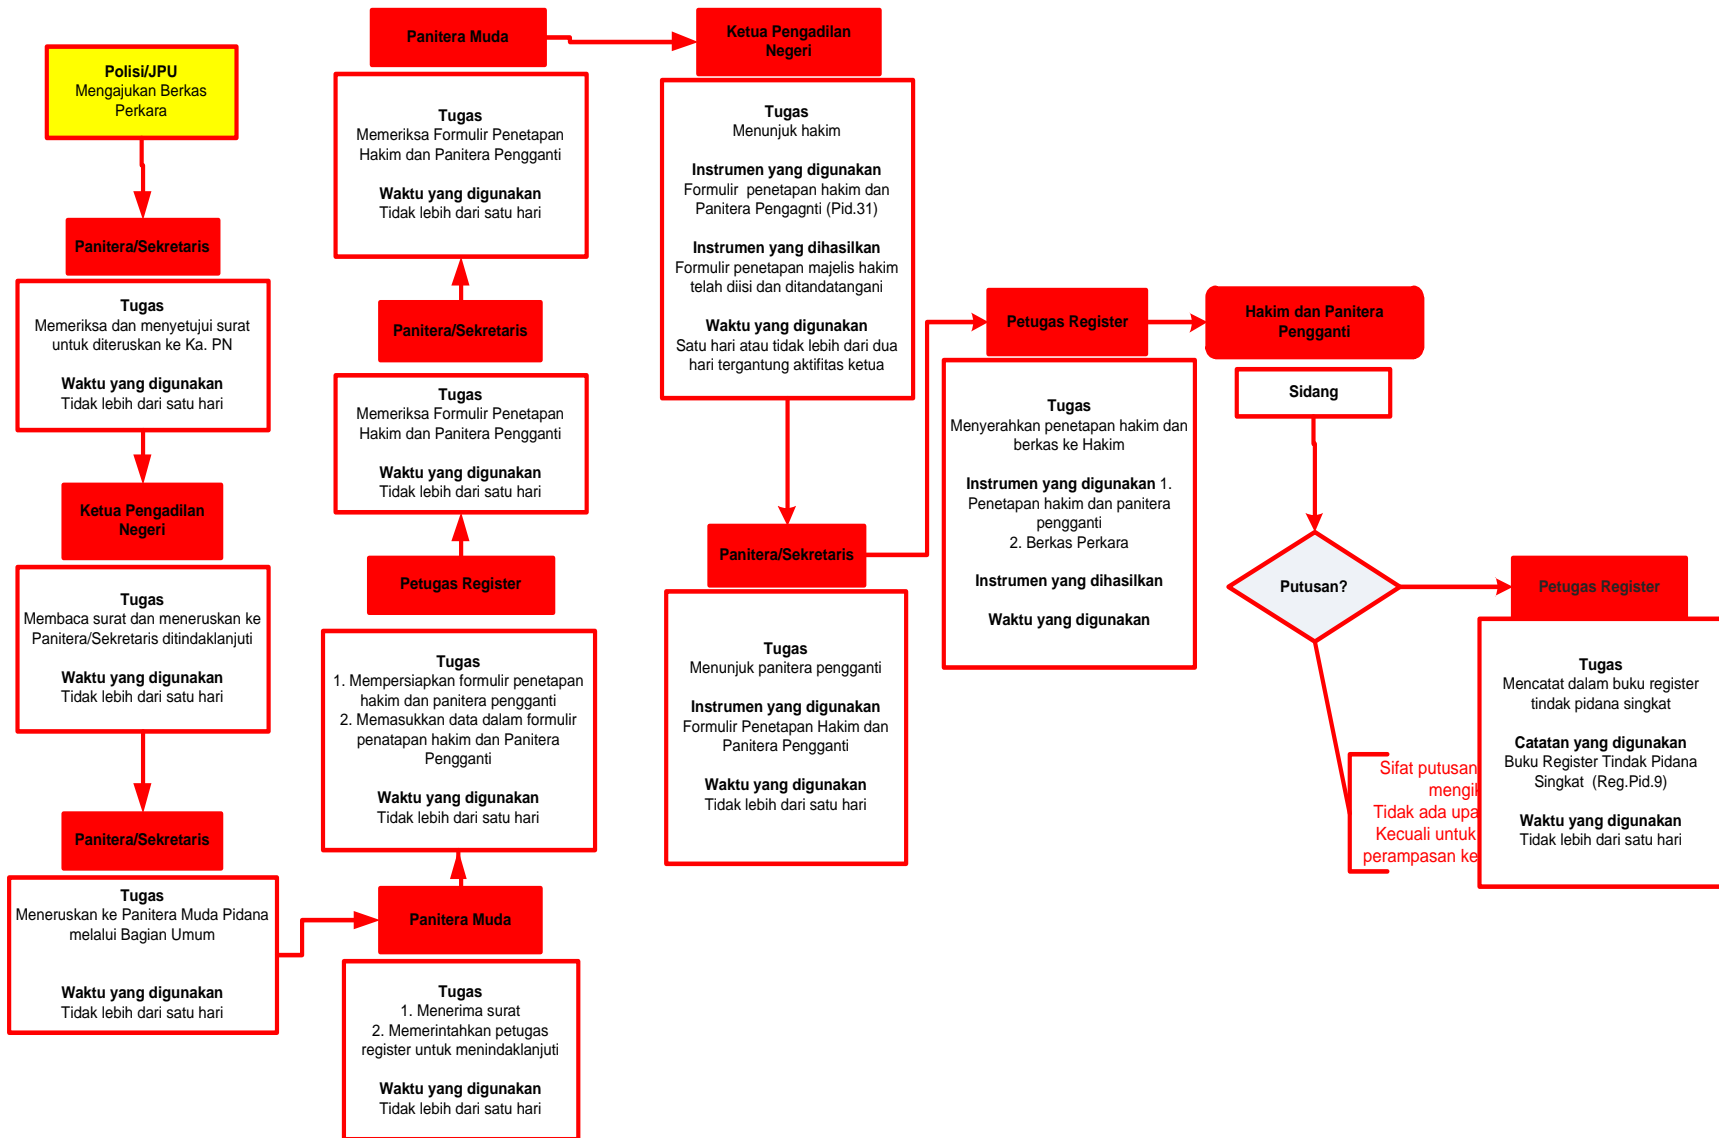 Polisi/JPU
Mengajukan Berkas
Perkara
Panitera/Sekretaris
Tugas
Memeriksa dan menyetujui surat
untuk diteruskan ke Ka. PN
Waktu yang digunakan
Tidak lebih dari satu hari
Ketua Pengadilan
Negeri
Tugas
Membaca surat dan meneruskan ke
Panitera/Sekretaris ditindaklanjuti
Waktu yang digunakan
Tidak lebih dari satu hari
Panitera/Sekretaris
Tugas
Meneruskan ke Panitera Muda Pidana
melalui Bagian Umum
Waktu yang digunakan
Tidak lebih dari satu hari
Panitera Muda
Tugas
1. Menerima surat
2. Memerintahkan petugas
register untuk menindaklanjuti
Waktu yang digunakan
Tidak lebih dari satu hari
Petugas Register
Tugas
1. Mempersiapkan formulir penetapan
hakim dan panitera pengganti
2. Memasukkan data dalam formulir
penatapan hakim dan Panitera
Pengganti
Waktu yang digunakan
Tidak lebih dari satu hari
Panitera/Sekretaris
Tugas
Memeriksa Formulir Penetapan
Hakim dan Panitera Pengganti
Waktu yang digunakan
Tidak lebih dari satu hari
Panitera Muda
Tugas
Memeriksa Formulir Penetapan
Hakim dan Panitera Pengganti
Waktu yang digunakan
Tidak lebih dari satu hari
Ketua Pengadilan
Negeri
Tugas
Menunjuk hakim
Instrumen yang digunakan
Formulir penetapan hakim dan
Panitera Pengagnti (Pid.31)
Instrumen yang dihasilkan
Formulir penetapan majelis hakim
telah diisi dan ditandatangani
Waktu yang digunakan
Satu hari atau tidak lebih dari dua
hari tergantung aktifitas ketua
Panitera/Sekretaris
Tugas
Menunjuk panitera pengganti
Instrumen yang digunakan
Formulir Penetapan Hakim dan
Panitera Pengganti
Waktu yang digunakan
Tidak lebih dari satu hari
Petugas Register
Tugas
Menyerahkan penetapan hakim dan
berkas ke Hakim
Instrumen yang digunakan 1.
Penetapan hakim dan panitera
pengganti
2. Berkas Perkara
Instrumen yang dihasilkan
Waktu yang digunakan
Hakim dan Panitera
Pengganti
Sidang
Putusan?
Sifat putusan
Tidak ada
Kecuali untuk
perampasan
Petugas Register
Tugas
Mencatat dalam buku register
tindak pidana singkat
Catatan yang digunakan
Buku Register Tindak Pidana
Singkat (Reg.Pid.9)
Waktu yang digunakan
Tidak lebih dari satu hari